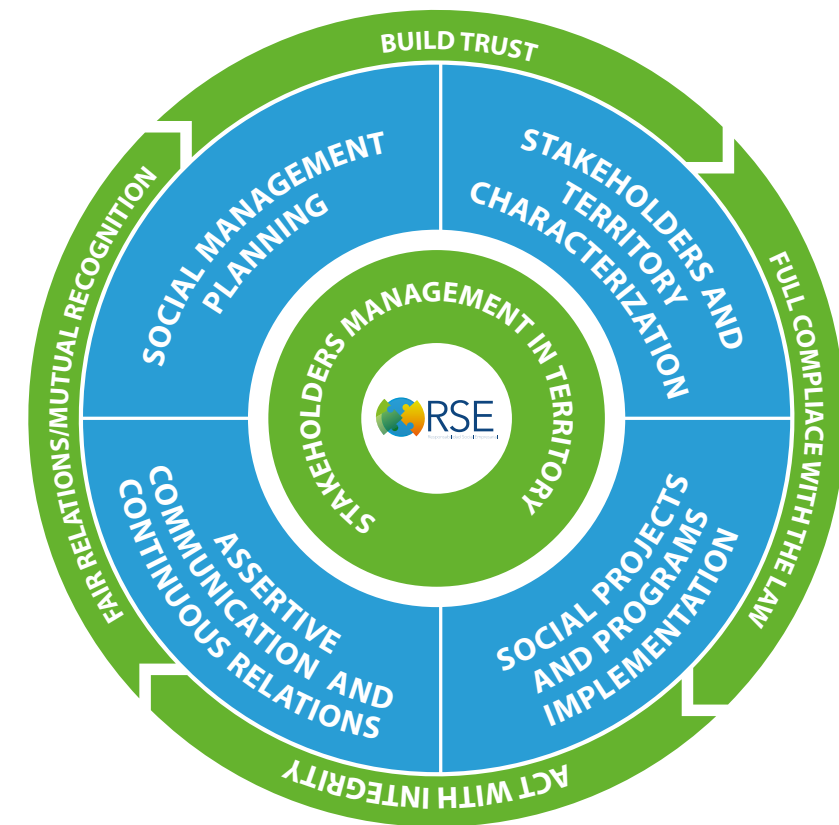 BUILD TRUST
STAKEHOLDERS AND
TERRITORY
CHARACTERIZATION
SOCIAL MANAGEMENT
PLANNING
FULL COMPLIACE WITH THE LAW
FAIR RELATIONS/MUTUAL RECOGNITION
STAKEHOLDERS MANAGEMENT IN TERRITORY
RSE
SOCIAL PROJECTS
AND PROGRAMS
IMPLEMENTATION
ASSERTIVE
COMMUNICATION AND
CONTINUOUS RELATIONS
ACT WITH INTEGRITY